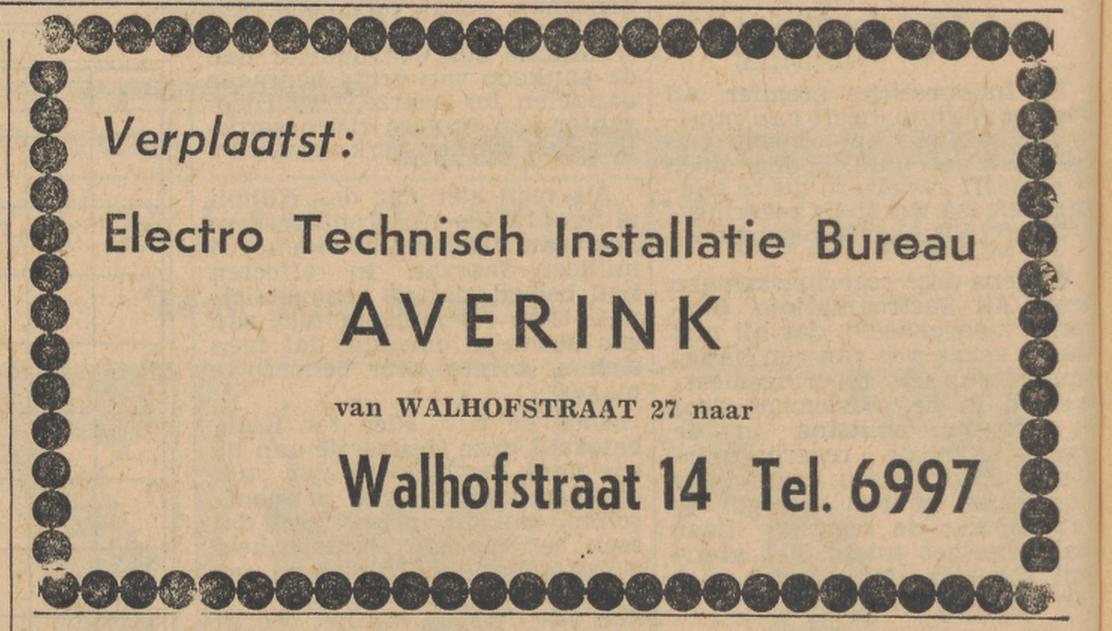 Verplaatst:
Electro Technisch Installatie Bureau
AVERINK
van WALHOFSTRAAT 27 naar
Walhofstraat 14 Tel. 6997